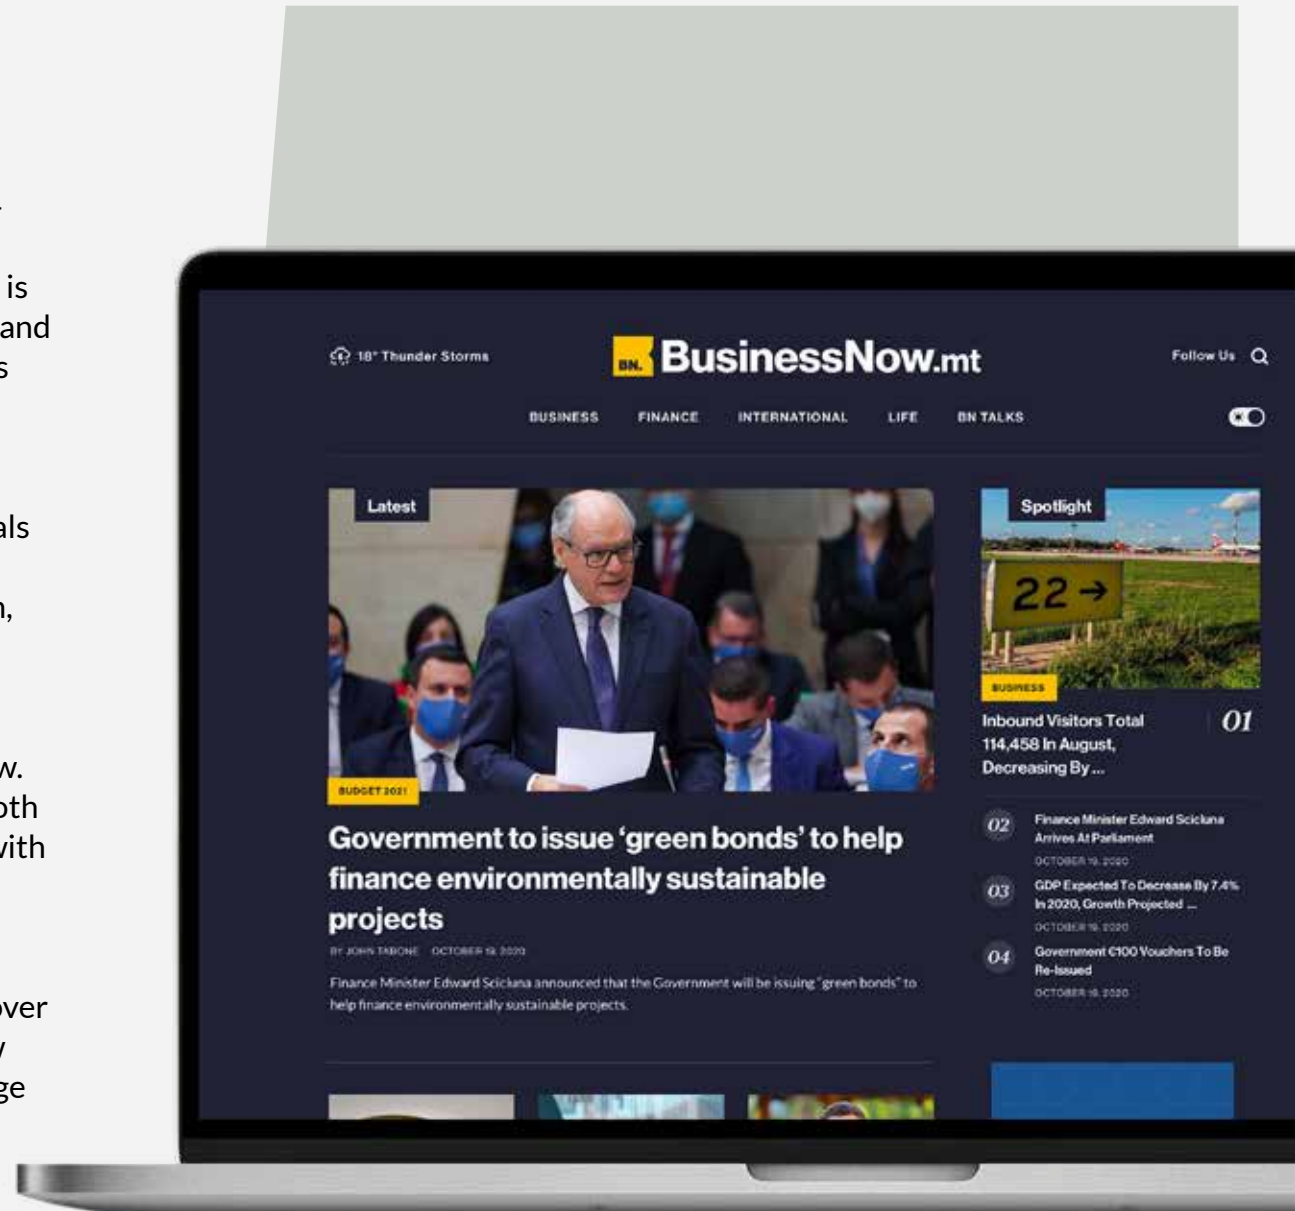 is
and
s
als
n,
w.
oth
with
over
w
ge
18° Thunder Storms
BN.
BusinessNow.mt
Follow Us
BUSINESS FINANCE INTERNATIONAL LIFE BN TALKS
Latest
BUDGET 2021
Government to issue ‘green bonds’ to help
finance environmentally sustainable
projects
BY JOHN TABONE OCTOBER 19, 2020
Finance Minister Edward Scicluna announced that the Government will be issuing “green bonds” to
help finance environmentally sustainable projects.
Spotlight
22→
BUSINESS
Inbound Visitors Total
114,458 In August,
Decreasing By ...
01
02
Finance Minister Edward Scicluna
Arrives At Parliament
OCTOBER 19, 2020
03
GDP Expected To Decrease By 7.4%
In 2020, Growth Projected ...
OCTOBER 19, 2020
04
Government €100 Vouchers To Be
Re-Issued
OCTOBER 19, 2020